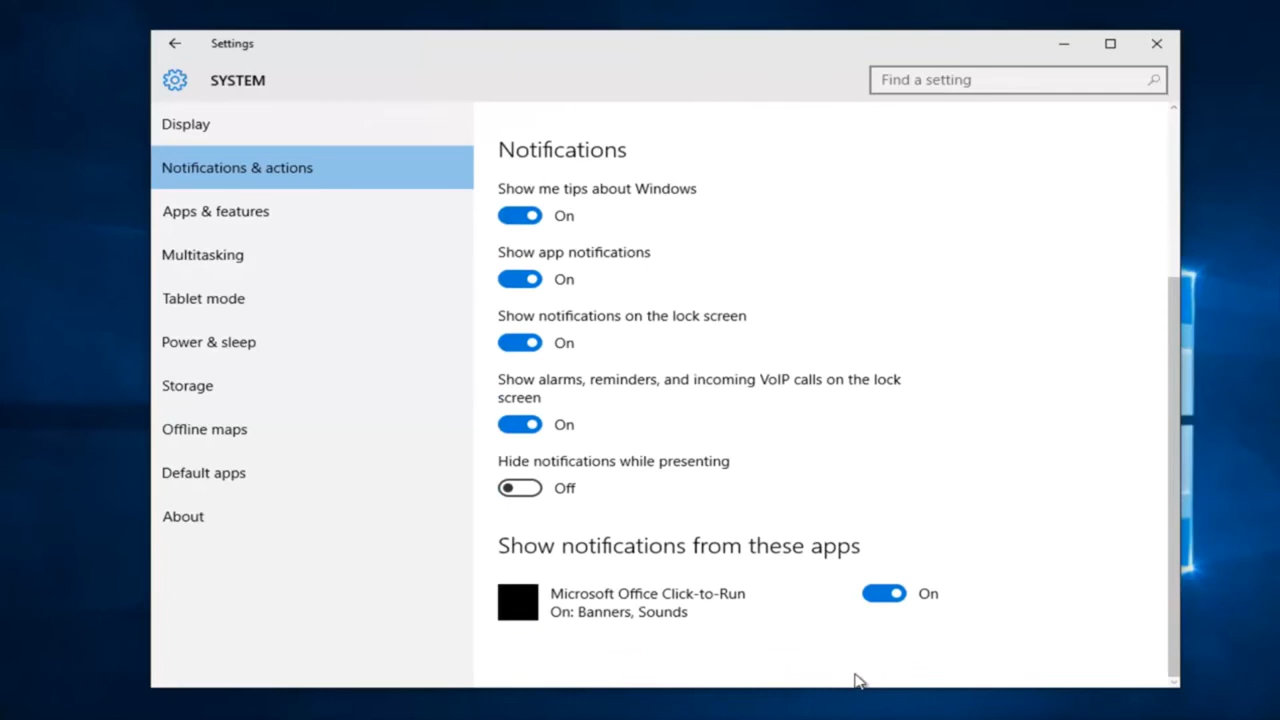 Settings
SYSTEM
Find a setting
Display
Notifications & actions
Apps & features
Multitasking
Tablet mode
Power & sleep
Storage
Offline maps
Default apps
About
Notifications
Show me tips about Windows
On
Show app notifications
On
Show notifications on the lock screen
On
Show alarms, reminders, and incoming VoIP calls on the lock
screen
On
Hide notifications while presenting
Off
Show notifications from these apps
Microsoft Office Click-to-Run
On
On: Banners, Sounds